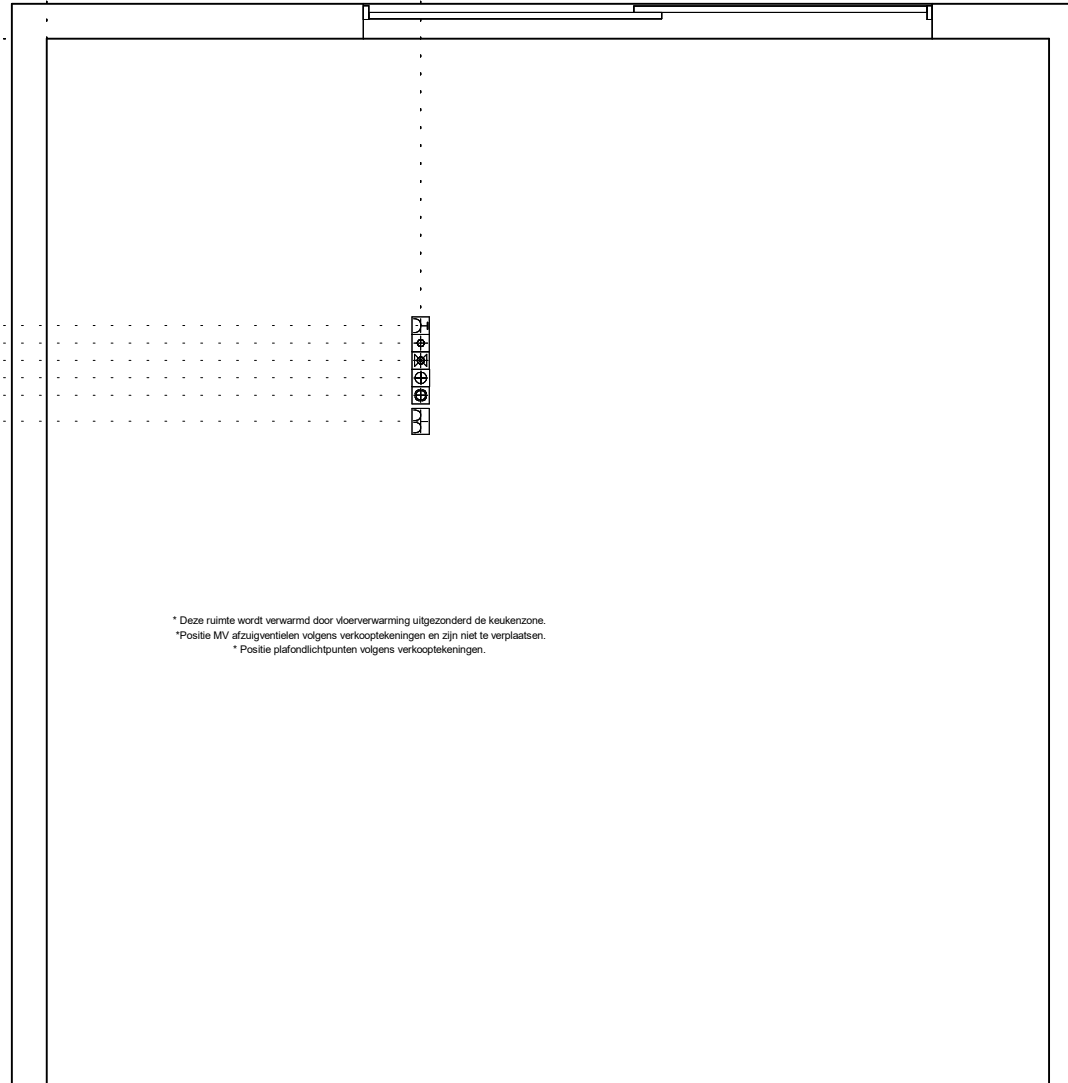 * Deze ruimte wordt verwarmd door vloerverwarming uitgezonderd de keukenzone.
*Positie MV afzuigventielen volgens verkooptekeningen en zijn niet te verplaatsen.
* Positie plafondlichtpunten volgens verkooptekeningen.